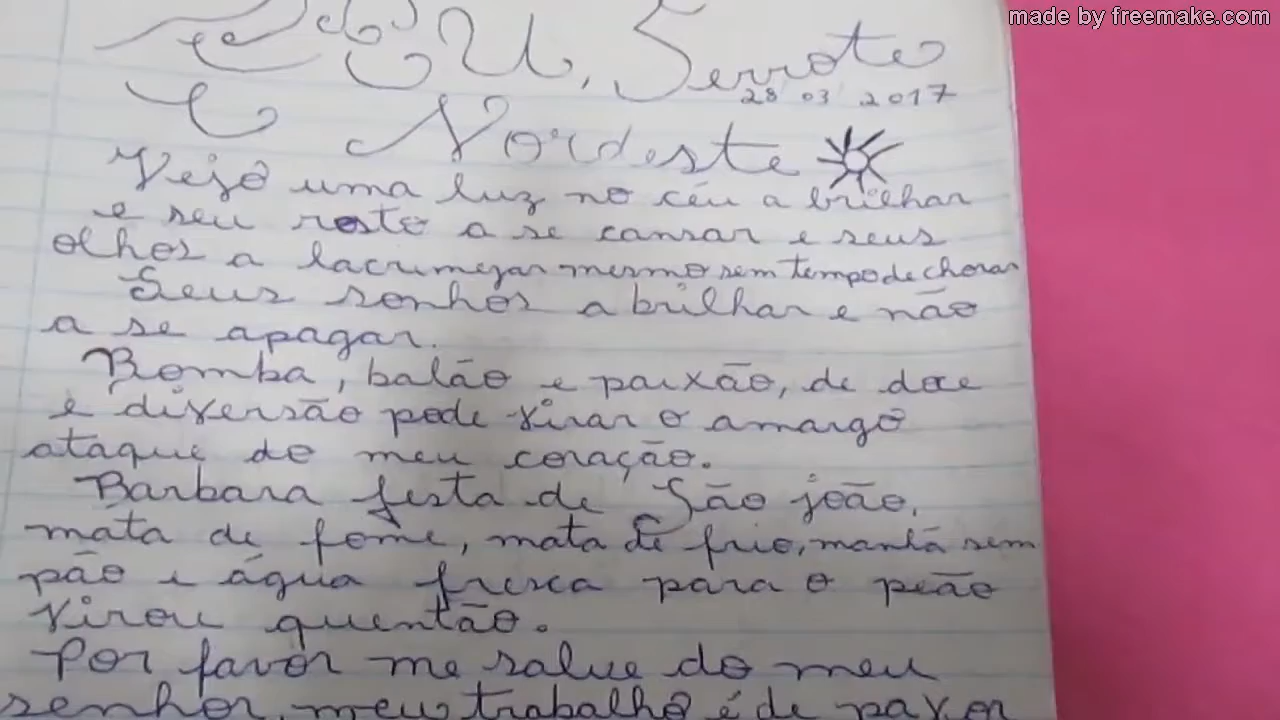 made by freemake.com
CÉU, Serrote
28 03 2017
Nordeste
Vejo uma luz no céu a brilhar
e seu rosto a se cansar e seus
olhos a lacrimejar mesmo sem tempo de chorar
Seus sonhos a brilhar e não
a se apagar.
Bomba, balão e paixão, de doce
e diversão pode virar o amargo
ataque do meu coração.
Barbara festa de São joão,
mata de fome, mata de frio, manhã sem
pão e água fresca para o peão
virou quentão.
Por favor me salve do meu
senhor, meu trabalho é de pavor